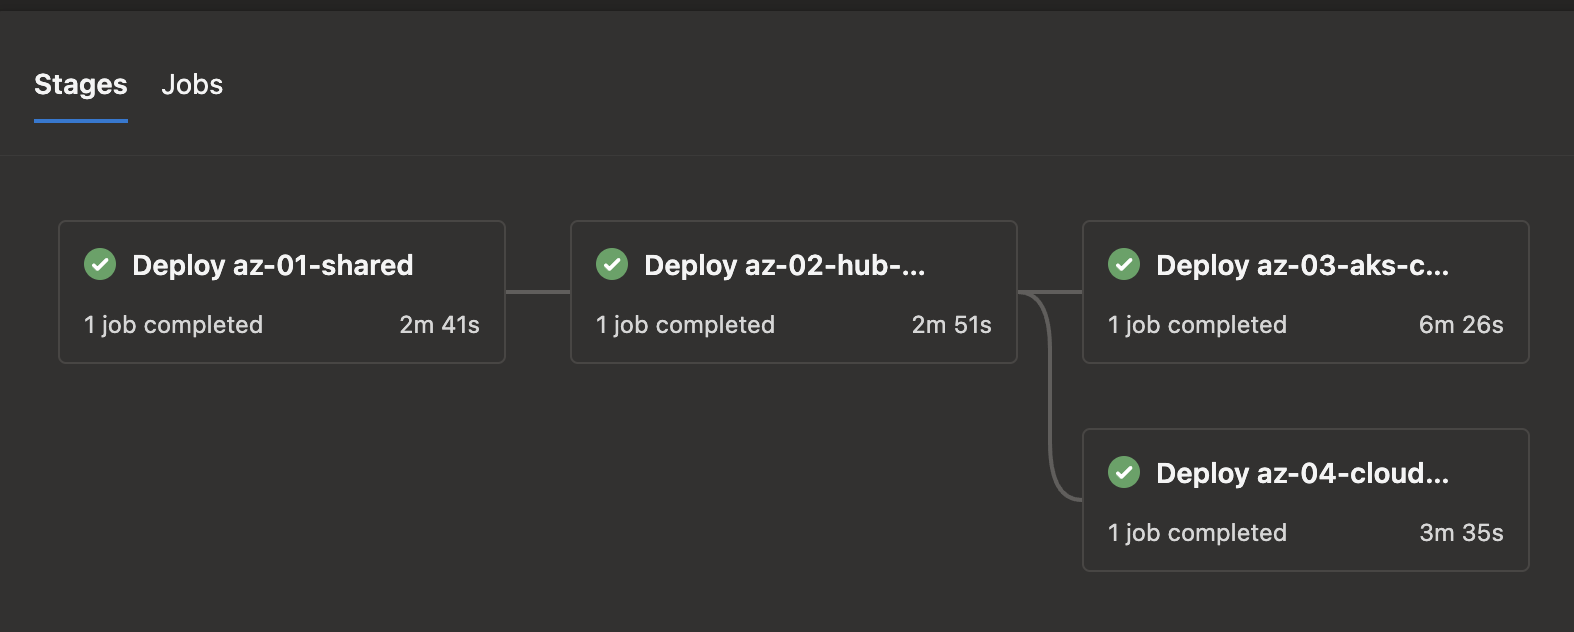 Stages Jobs
Deploy az-01-shared
1 job completed 2m 41s
Deploy az-02-hub-...
1 job completed 2m 51s
Deploy az-03-aks-c...
1 job completed 6m 26s
Deploy az-04-cloud...
1 job completed 3m 35s